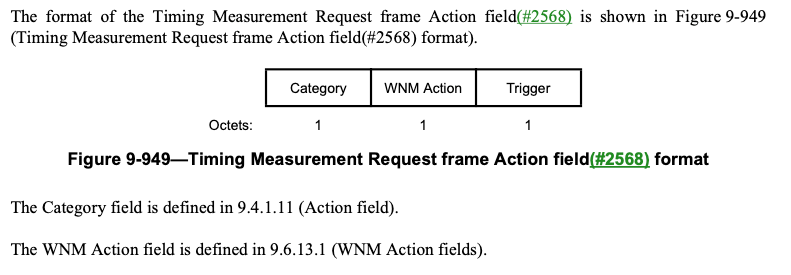 The format of the Timing Measurement Request frame Action field(#2568) is shown in Figure 9-949
(Timing Measurement Request frame Action field(#2568) format).
Category WNM Action Trigger
Octets: 1 1 1
Figure 9-949—Timing Measurement Request frame Action field(#2568) format
The Category field is defined in 9.4.1.11 (Action field).
The WNM Action field is defined in 9.6.13.1 (WNM Action fields).